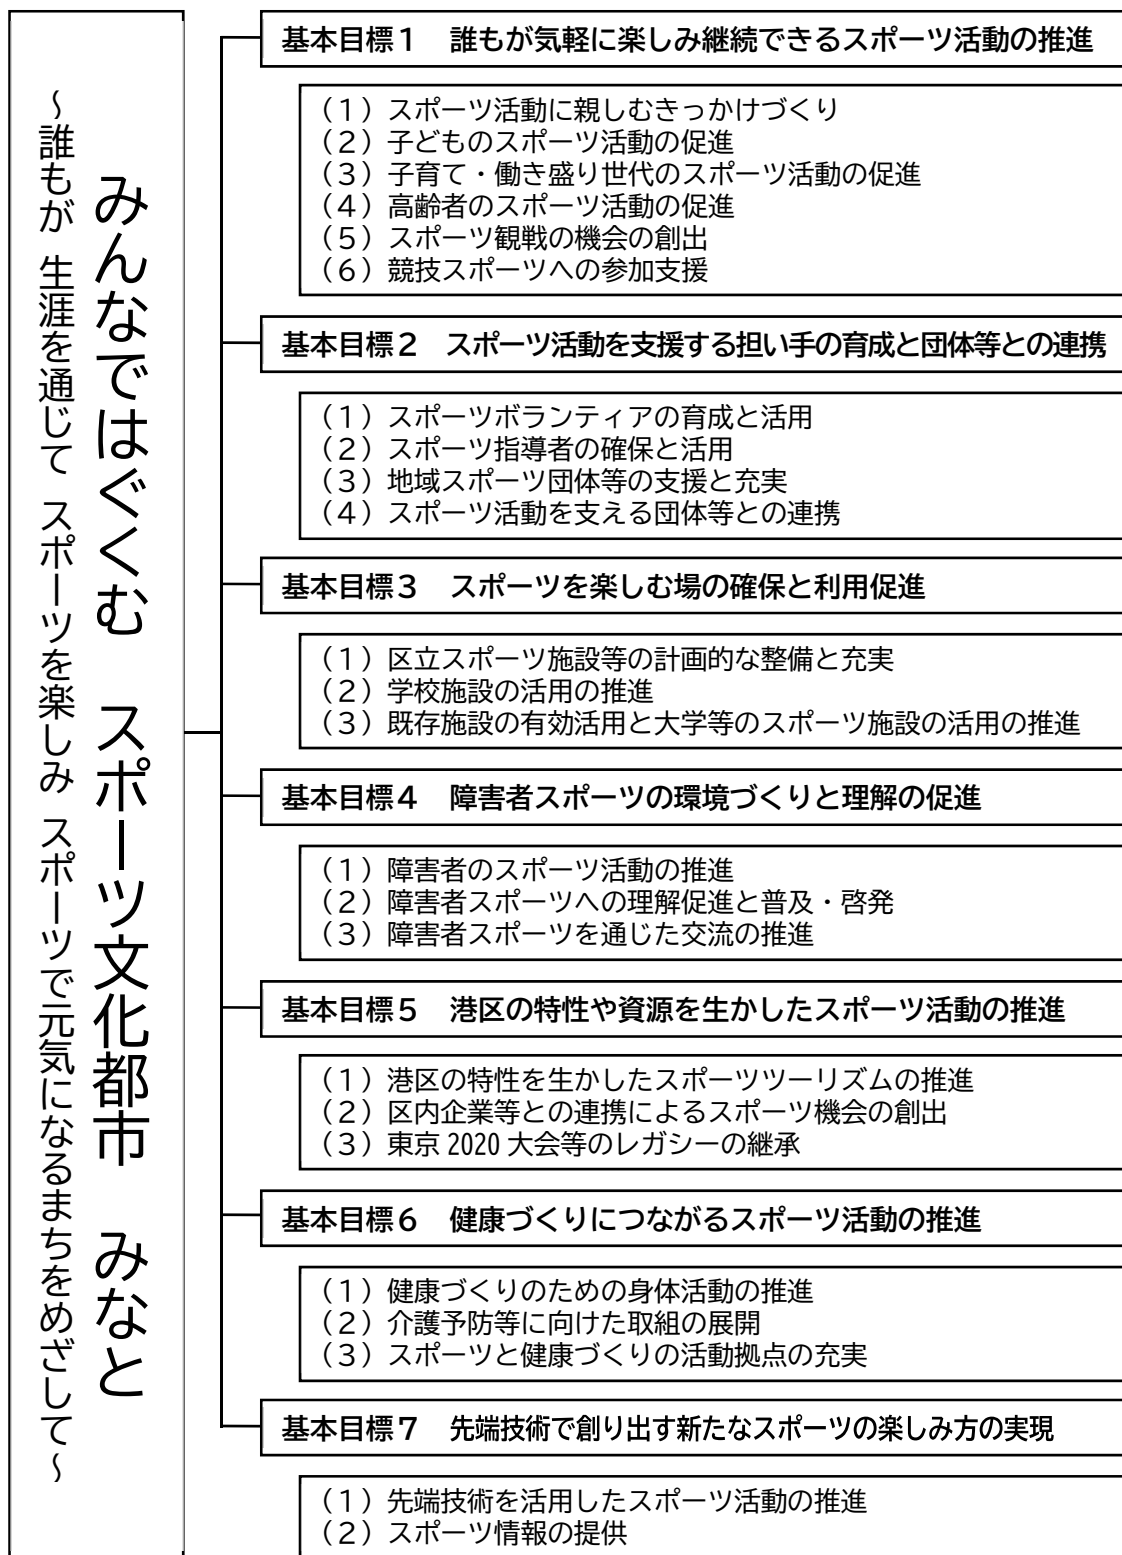 みんなではぐくむ　スポーツ文化都市　みなと
～誰もが 生涯を通じて スポーツを楽しみ スポーツで元気になるまちをめざして～
基本目標１　誰もが気軽に楽しみ継続できるスポーツ活動の推進
（１）スポーツ活動に親しむきっかけづくり
（２）子どものスポーツ活動の促進
（３）子育て・働き盛り世代のスポーツ活動の促進
（４）高齢者のスポーツ活動の促進
（５）スポーツ観戦の機会の創出
（６）競技スポーツへの参加支援
基本目標２　スポーツ活動を支援する担い手の育成と団体等との連携
（１）スポーツボランティアの育成と活用
（２）スポーツ指導者の確保と活用
（３）地域スポーツ団体等の支援と充実
（４）スポーツ活動を支える団体等との連携
基本目標３　スポーツを楽しむ場の確保と利用促進
（１）区立スポーツ施設等の計画的な整備と充実
（２）学校施設の活用の推進
（３）既存施設の有効活用と大学等のスポーツ施設の活用の推進
基本目標４　障害者スポーツの環境づくりと理解の促進
（１）障害者のスポーツ活動の推進
（２）障害者スポーツへの理解促進と普及・啓発
（３）障害者スポーツを通じた交流の推進
基本目標５　港区の特性や資源を生かしたスポーツ活動の推進
（１）港区の特性を生かしたスポーツツーリズムの推進
（２）区内企業等との連携によるスポーツ機会の創出
（３）東京 2020 大会等のレガシーの継承
基本目標６　健康づくりにつながるスポーツ活動の推進
（１）健康づくりのための身体活動の推進
（２）介護予防等に向けた取組の展開
（３）スポーツと健康づくりの活動拠点の充実
基本目標７　先端技術で創り出す新たなスポーツの楽しみ方の実現
（１）先端技術を活用したスポーツ活動の推進
（２）スポーツ情報の提供